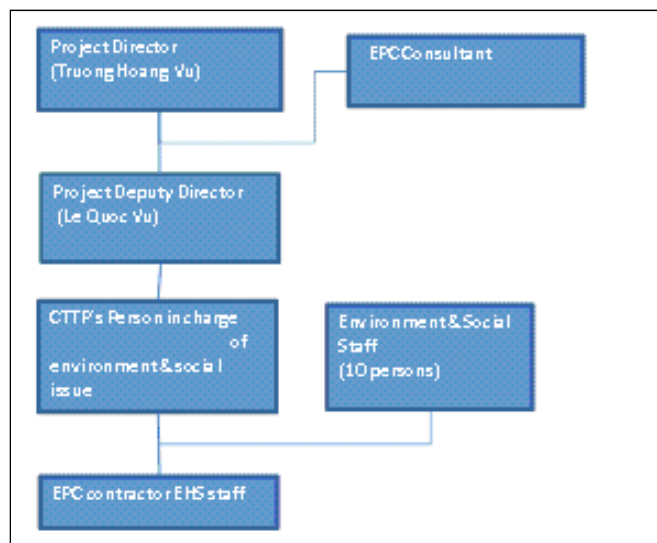 Project Director
(Truong Hoang Vu)
EPC Consultant
Project Deputy Director
(Le Quoc Vu)
CTTP's Person in charge
of
environment & social
issue
Environment & Social
Staff
(10 persons)
EPC contractor EHS staff